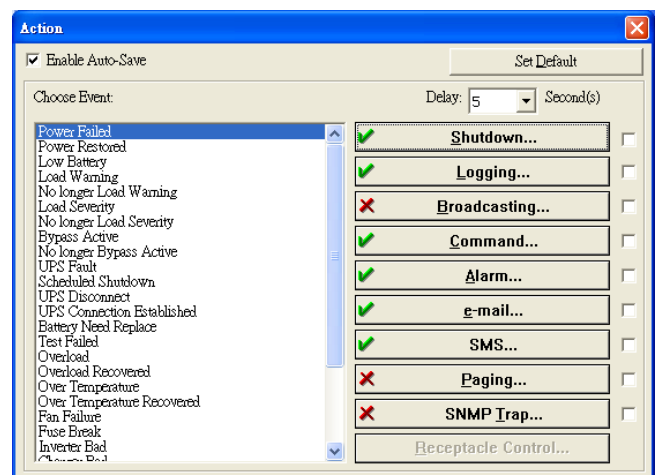 Action
Enable Auto-Save
Set Default
Choose Event:
Delay: 5 Second(s)
Power Failed
Power Restored
Low Battery
Load Warning
No longer Load Warning
Load Severity
No longer Load Severity
Bypass Active
No longer Bypass Active
UPS Fault
Scheduled Shutdown
UPS Disconnect
UPS Connection Established
Battery Need Replace
Test Failed
Overload
Overload Recovered
Over Temperature
Over Temperature Recovered
Fan Failure
Fuse Break
Inverter Bad
Shutdown...
Logging...
Broadcasting...
Command...
Alarm...
e-mail...
SMS...
Paging...
SNMP Trap...
Receptacle Control...